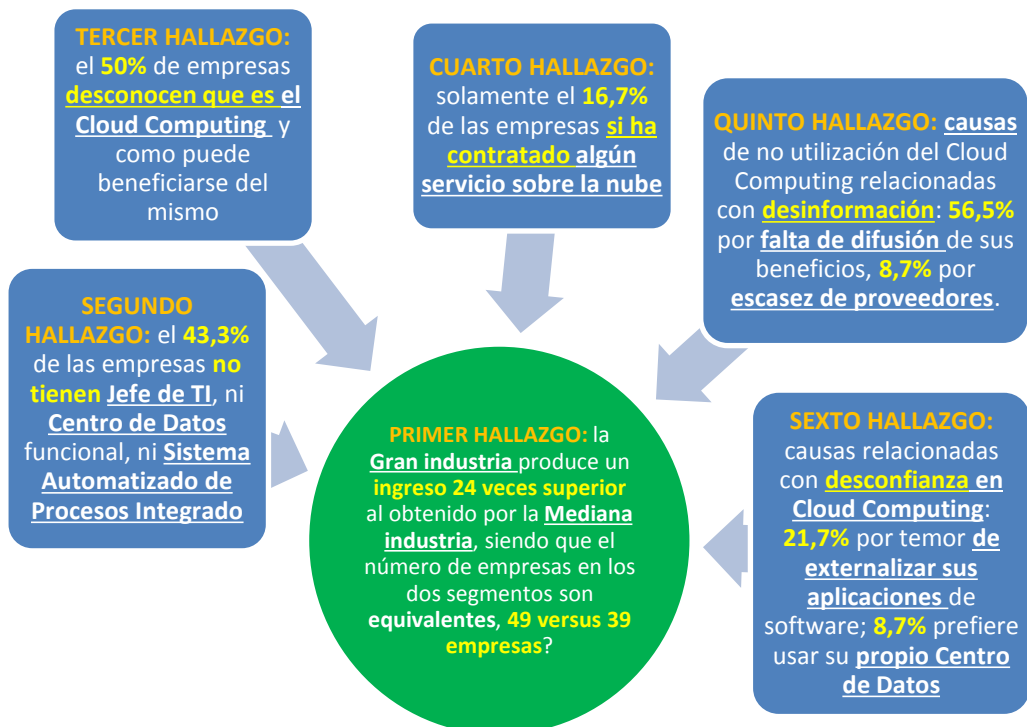 TERCER HALLAZGO:
el 50% de empresas
desconocen que es el
Cloud Computing y
como puede
beneficiarse del
mismo
CUARTO HALLAZGO:
solamente el 16,7%
de las empresas si ha
contratado algún
servicio sobre la nube
QUINTO HALLAZGO: causas
de no utilización del Cloud
Computing relacionadas
con desinformación: 56,5%
por falta de difusión de sus
beneficios, 8,7% por
escasez de proveedores.
SEGUNDO
HALLAZGO: el 43,3%
de las empresas no
tienen Jefe de TI, ni
Centro de Datos
funcional, ni Sistema
Automatizado de
Procesos Integrado
PRIMER HALLAZGO: la
Gran industria produce un
ingreso 24 veces superior
al obtenido por la Mediana
industria, siendo que el
número de empresas en los
dos segmentos son
equivalentes, 49 versus 39
empresas?
SEXTO HALLAZGO:
causas relacionadas
con desconfianza en
Cloud Computing:
21,7% por temor de
externalizar sus
aplicaciones de
software; 8,7% prefiere
usar su propio Centro
de Datos